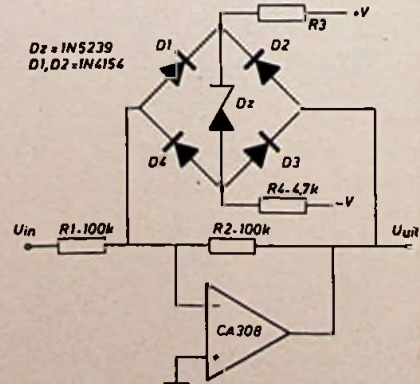 R3
+V
Dz = 1N5239
D1, D2 = 1N4154
D1
D2
Dz
D4
D3
R4-4,7k
-V
Uin
R1-100k
R2-100k
Uuit
-
CA308
+